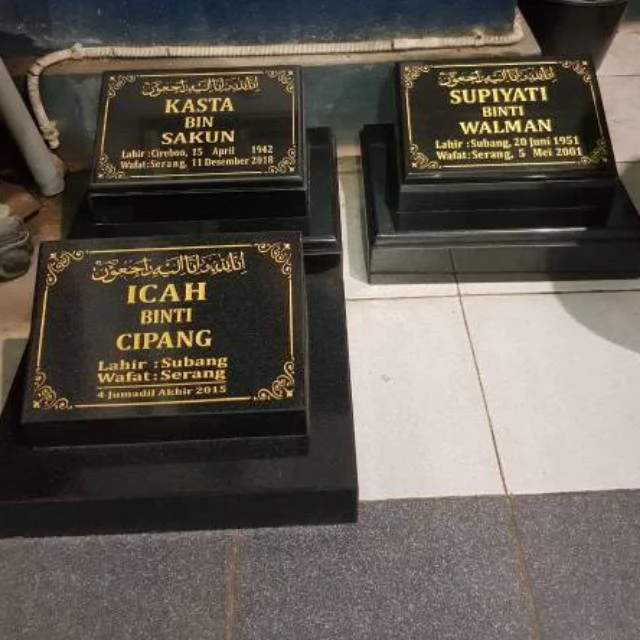 إنا لله وإنا إليه راجعون
KASTA
BIN
SAKUN
Lahir : Cirebon, 15 April 1942
Wafat : Serang, 11 Desember 2018
إنا لله وإنا إليه راجعون
SUPIYATI
BINTI
WALMAN
Lahir : Subang, 20 Juni 1951
Wafat : Serang, 5 Mei 2001
إنا لله وإنا إليه راجعون
ICAH
BINTI
CIPANG
Lahir : Subang
Wafat : Serang
4 Jumadil Akhir 2015